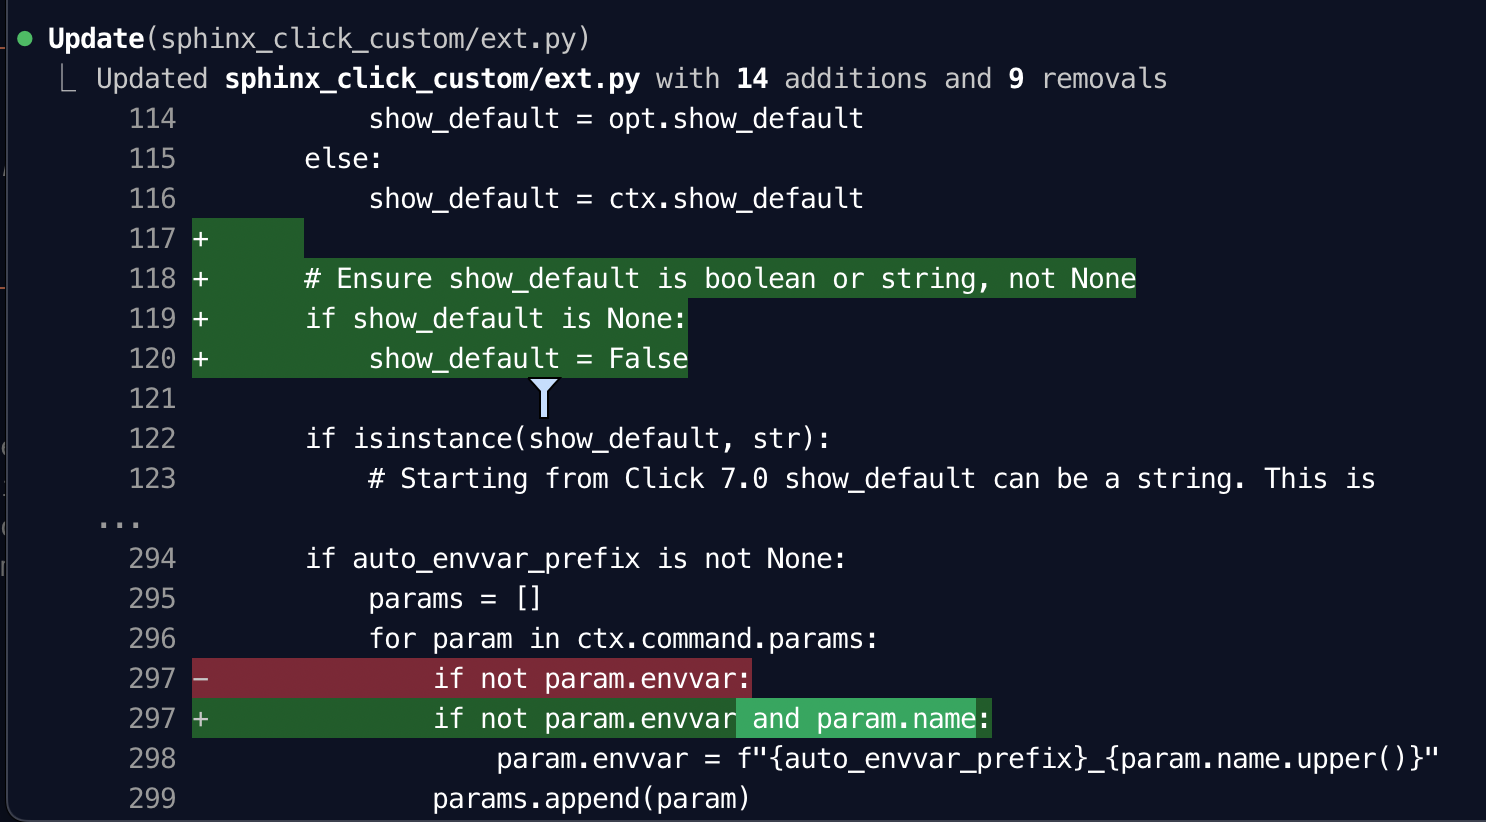 Update(sphinx_click_custom/ext.py)
Updated sphinx_click_custom/ext.py with 14 additions and 9 removals
114             show_default = opt.show_default
115         else:
116             show_default = ctx.show_default
117 +
118 +       # Ensure show_default is boolean or string, not None
119 +       if show_default is None:
120 +           show_default = False
121
122         if isinstance(show_default, str):
123             # Starting from Click 7.0 show_default can be a string. This is
...
294         if auto_envvar_prefix is not None:
295             params = []
296             for param in ctx.command.params:
297 -               if not param.envvar:
297 +               if not param.envvar and param.name:
298                     param.envvar = f"{auto_envvar_prefix}_{param.name.upper()}"
299                 params.append(param)